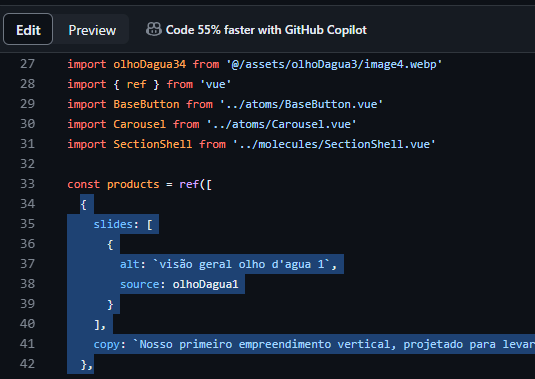 Edit Preview Code 55% faster with GitHub Copilot
27 import olhoDagua34 from '@/assets/olhoDagua3/image4.webp'
28 import { ref } from 'vue'
29 import BaseButton from '../atoms/BaseButton.vue'
30 import Carousel from '../atoms/Carousel.vue'
31 import SectionShell from '../molecules/SectionShell.vue'
32
33 const products = ref([
34 {
35 slides: [
36 {
37 alt: `visão geral olho d'agua 1`,
38 source: olhoDagua1
39 }
40 ],
41 copy: `Nosso primeiro empreendimento vertical, projetado para levar
42 },